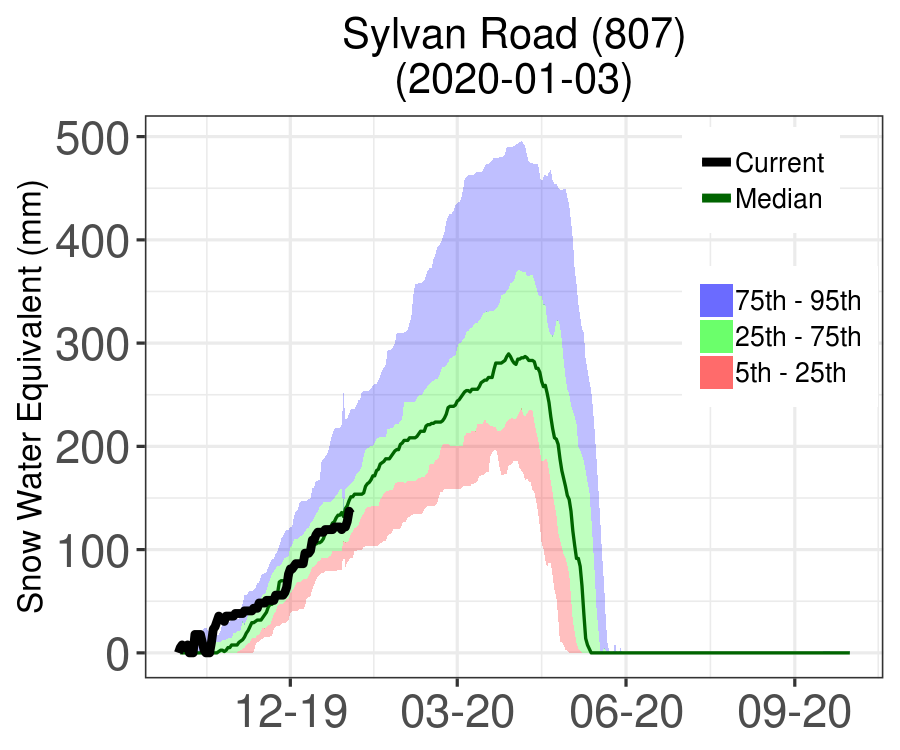 Sylvan Road (807)
(2020-01-03)
Snow Water Equivalent (mm)
500
400
300
200
100
0
Current
Median
75th - 95th
25th - 75th
5th - 25th
12-19
03-20
06-20
09-20